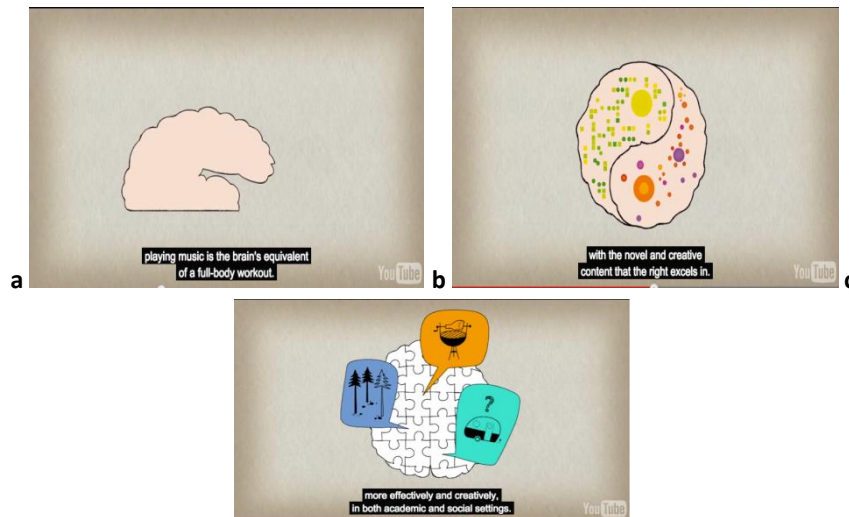 playing music is the brain's equivalent
of a full-body workout.
YouTube
a
with the novel and creative
content that the right excels in.
YouTube
b
c
?
more effectively and creatively,
in both academic and social settings.
YouTube